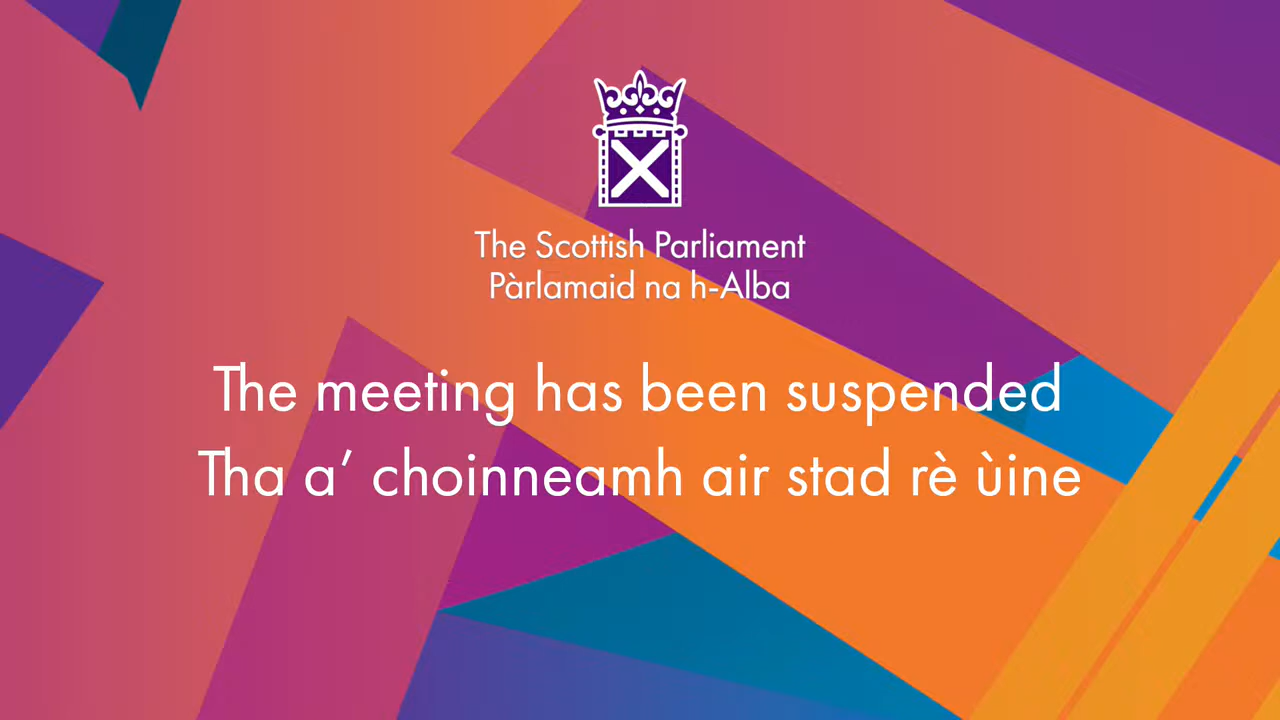 The Scottish Parliament
Pàrlamaid na h-Alba
The meeting has been suspended
Tha a’ choinneamh air stad rè ùine